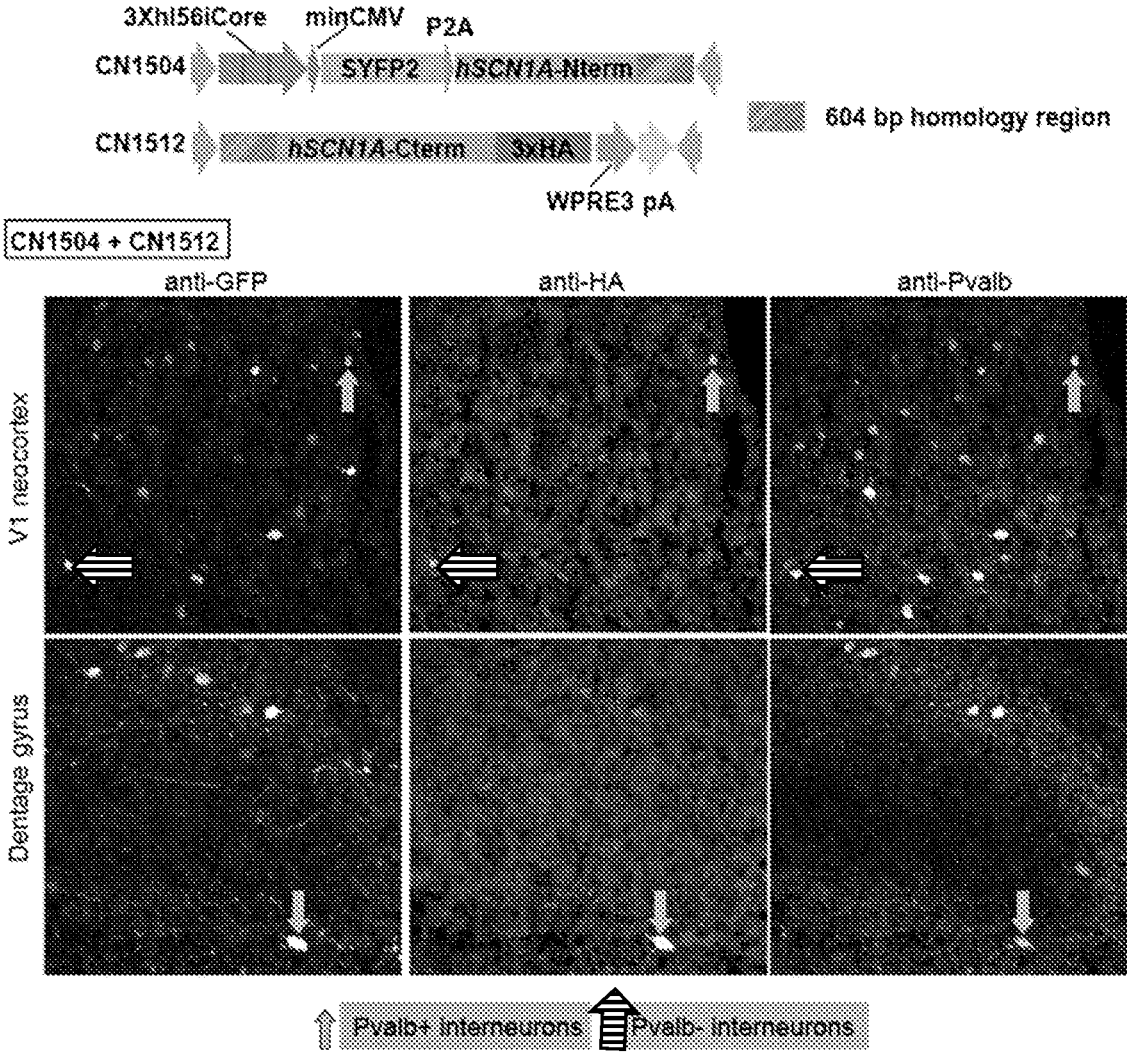 3XhI56iCore minCMV P2A
CN1504 SYFP2 hSCN1A-Nterm
604 bp homology region
CN1512 hSCN1A-Cterm 3xHA
WPRE3 pA
CN1504 + CN1512
anti-GFP anti-HA anti-Pvalb
V1 neocortex
Dentage gyrus
Pvalb+ interneurons Pvalb- interneurons